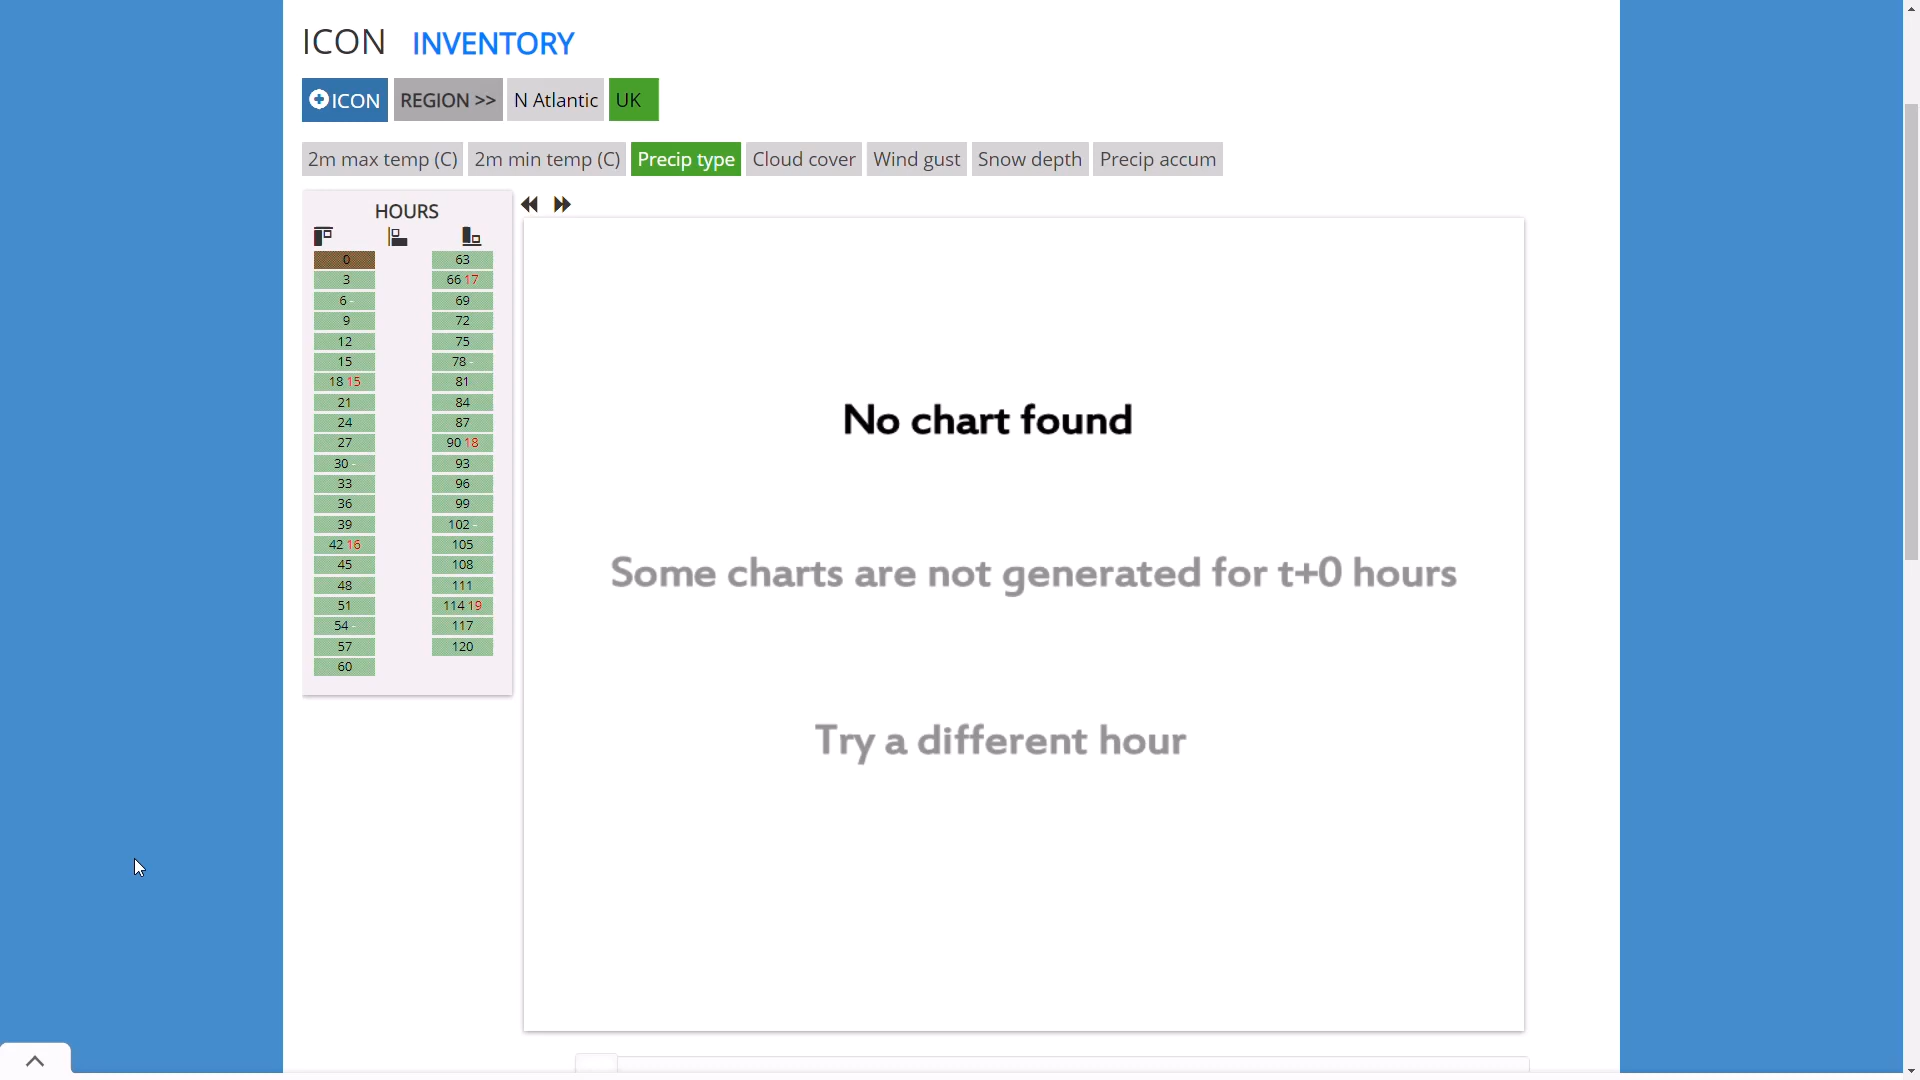 ICON INVENTORY
ICON REGION >> N Atlantic UK
2m max temp (C) 2m min temp (C) Precip type Cloud cover Wind gust Snow depth Precip accum
HOURS
0 63
3 66 17
6 - 69
9 72
12 75
15 78 -
18 15 81
21 84
24 87
27 90 18
30 - 93
33 96
36 99
39 102 -
42 16 105
45 108
48 111
51 114 19
54 - 117
57 120
60
No chart found
Some charts are not generated for t+0 hours
Try a different hour